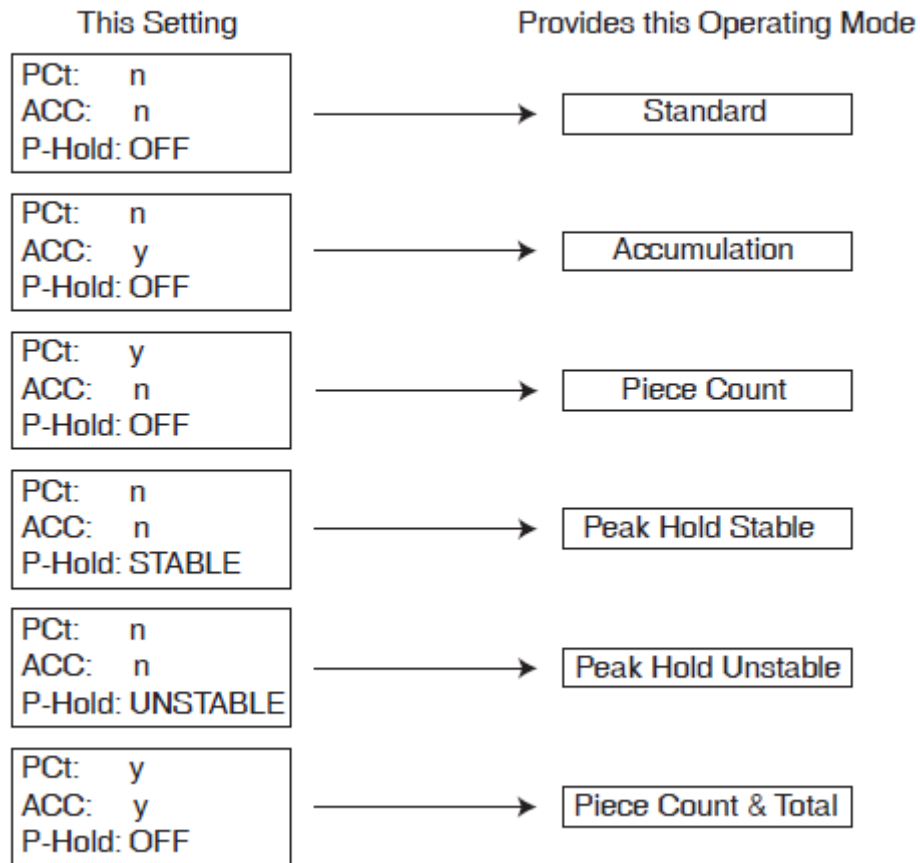 This Setting Provides this Operating Mode
PCt: n
ACC: n
P-Hold: OFF
Standard
PCt: n
ACC: y
P-Hold: OFF
Accumulation
PCt: y
ACC: n
P-Hold: OFF
Piece Count
PCt: n
ACC: n
P-Hold: STABLE
Peak Hold Stable
PCt: n
ACC: n
P-Hold: UNSTABLE
Peak Hold Unstable
PCt: y
ACC: y
P-Hold: OFF
Piece Count & Total